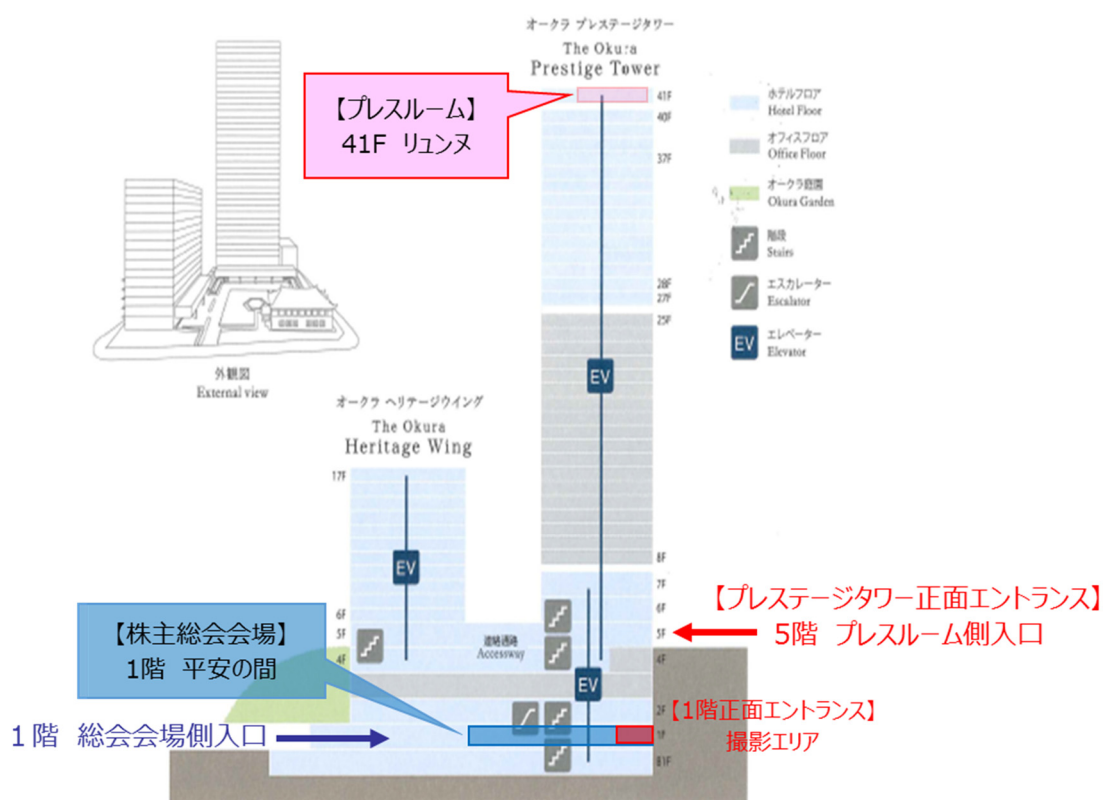 オークラ プレステージタワー
The Okura
Prestige Tower
【プレスルーム】
41F リュンヌ
41F
40F
37F
28F
27F
25F
8F
7F
6F
5F
4F
2F
1F
B1F
ホテルフロア
Hotel Floor
オフィスフロア
Office Floor
オークラ庭園
Okura Garden
階段
Stairs
エスカレーター
Escalator
EV
エレベーター
Elevator
外観図
External view
EV
オークラ ヘリテージウイング
The Okura
Heritage Wing
17F
EV
6F
5F
4F
連絡通路
Accessway
EV
【株主総会会場】
1階 平安の間
1階 総会会場側入口
【プレステージタワー正面エントランス】
5階 プレスルーム側入口
【1階正面エントランス】
撮影エリア